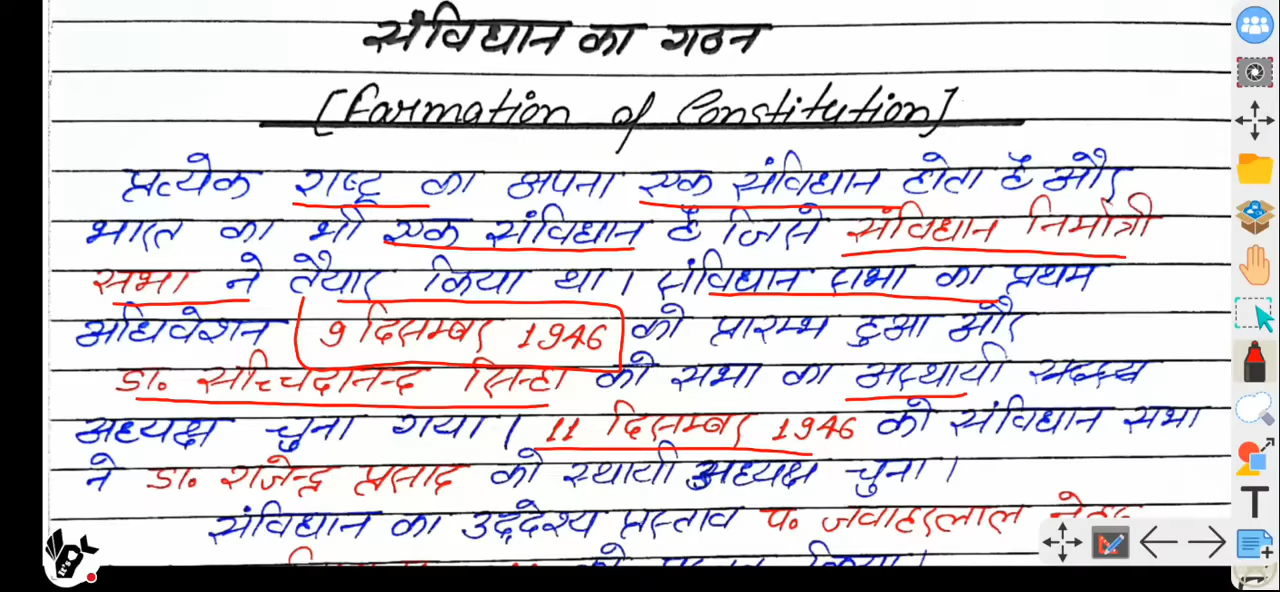 संविधान का गठन
[Formation of Constitution]
प्रत्येक राष्ट्र का अपना एक संविधान होता है और
भारत का भी एक संविधान है जिसे संविधान निर्मात्री
सभा ने तैयार किया था। संविधान सभा का प्रथम
अधिवेशन 9 दिसम्बर 1946 को प्रारम्भ हुआ और
डा. सच्चिदानन्द सिन्हा को सभा का अस्थायी
अध्यक्ष चुना गया। 11 दिसम्बर 1946 को संविधान सभा
ने डा. राजेन्द्र प्रसाद को स्थायी अध्यक्ष चुना।
संविधान का उद्देश्य प्रस्ताव पं. जवाहरलाल
को किया।
T